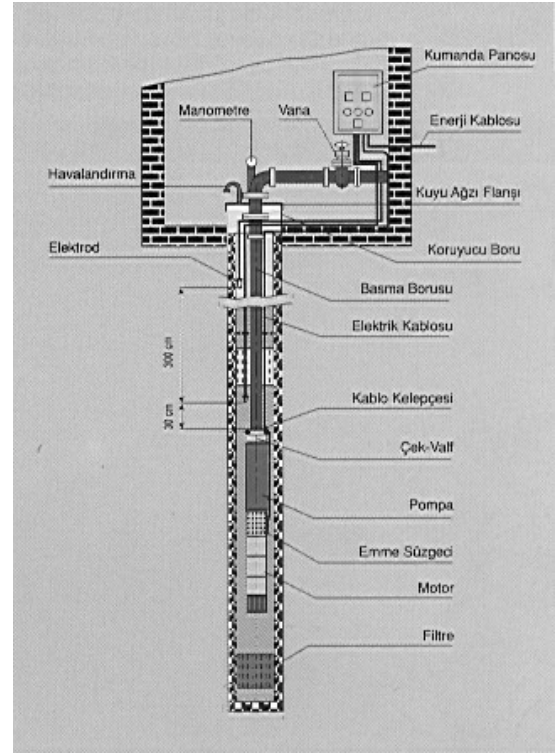 Kumanda Panosu
Manometre
Vana
Enerji Kablosu
Havalandırma
Kuyu Ağzı Flanşı
Elektrod
Koruyucu Boru
Basma Borusu
Elektrik Kablosu
300 cm
Kablo Kelepçesi
30 cm
Çek-Valf
Pompa
Emme Süzgeci
Motor
Filtre